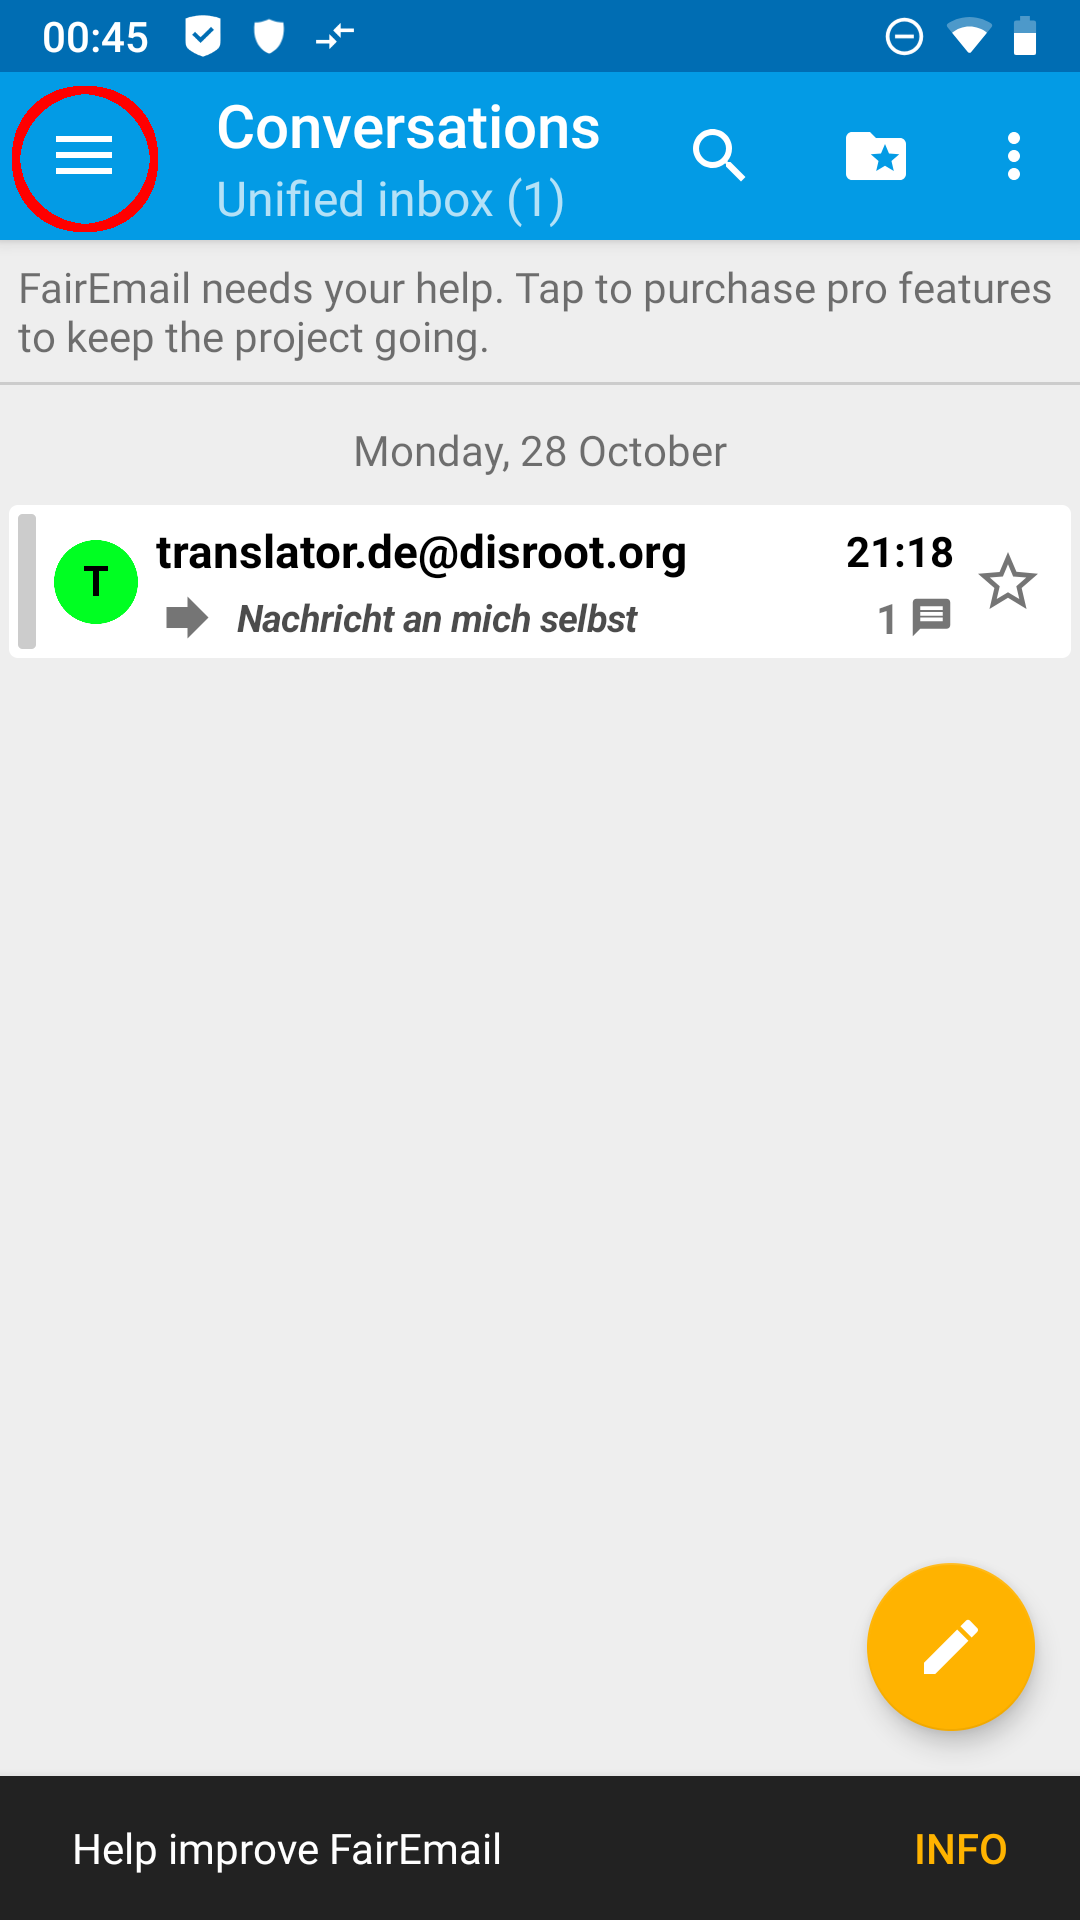 00:45
Conversations
Unified inbox (1)
FairEmail needs your help. Tap to purchase pro features
to keep the project going.
Monday, 28 October
T
translator.de@disroot.org 21:18
Nachricht an mich selbst 1
Help improve FairEmail INFO